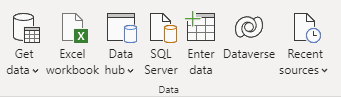 Get data
Excel workbook
Data hub
SQL Server
Enter data
Dataverse
Recent sources
Data